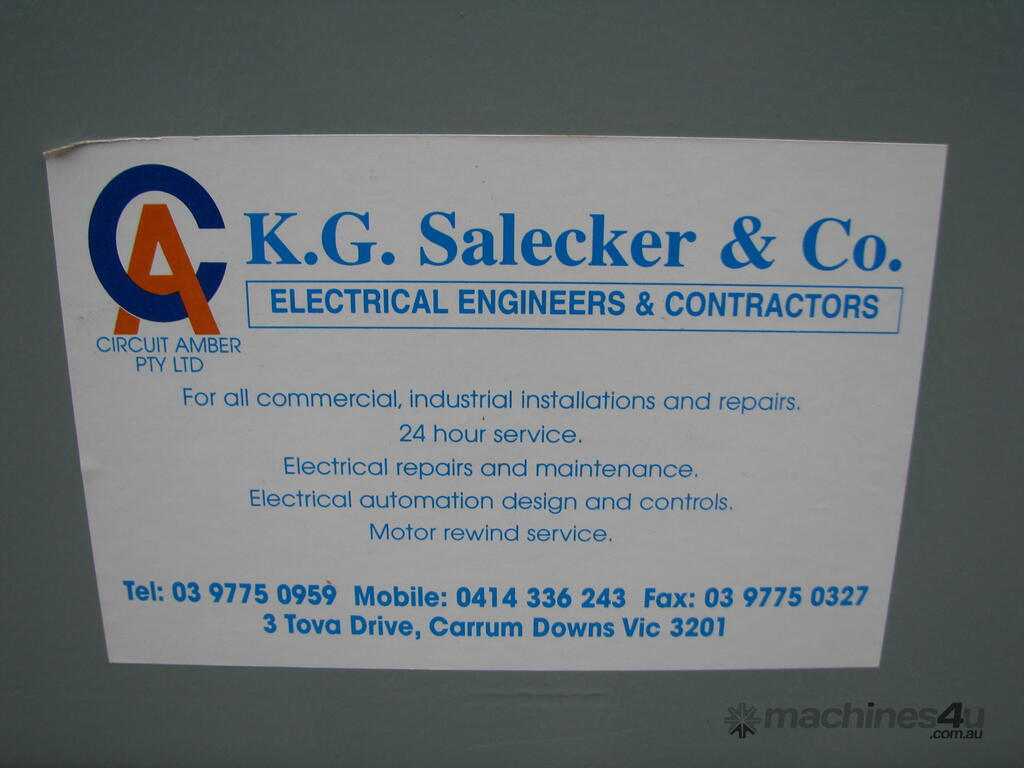 CA
K.G. Salecker & Co.
ELECTRICAL ENGINEERS & CONTRACTORS
CIRCUIT AMBER
PTY LTD
For all commercial, industrial installations and repairs.
24 hour service.
Electrical repairs and maintenance.
Electrical automation design and controls.
Motor rewind service.
Tel: 03 9775 0959 Mobile: 0414 336 243 Fax: 03 9775 0327
3 Tova Drive, Carrum Downs Vic 3201
machines4u
.com.au